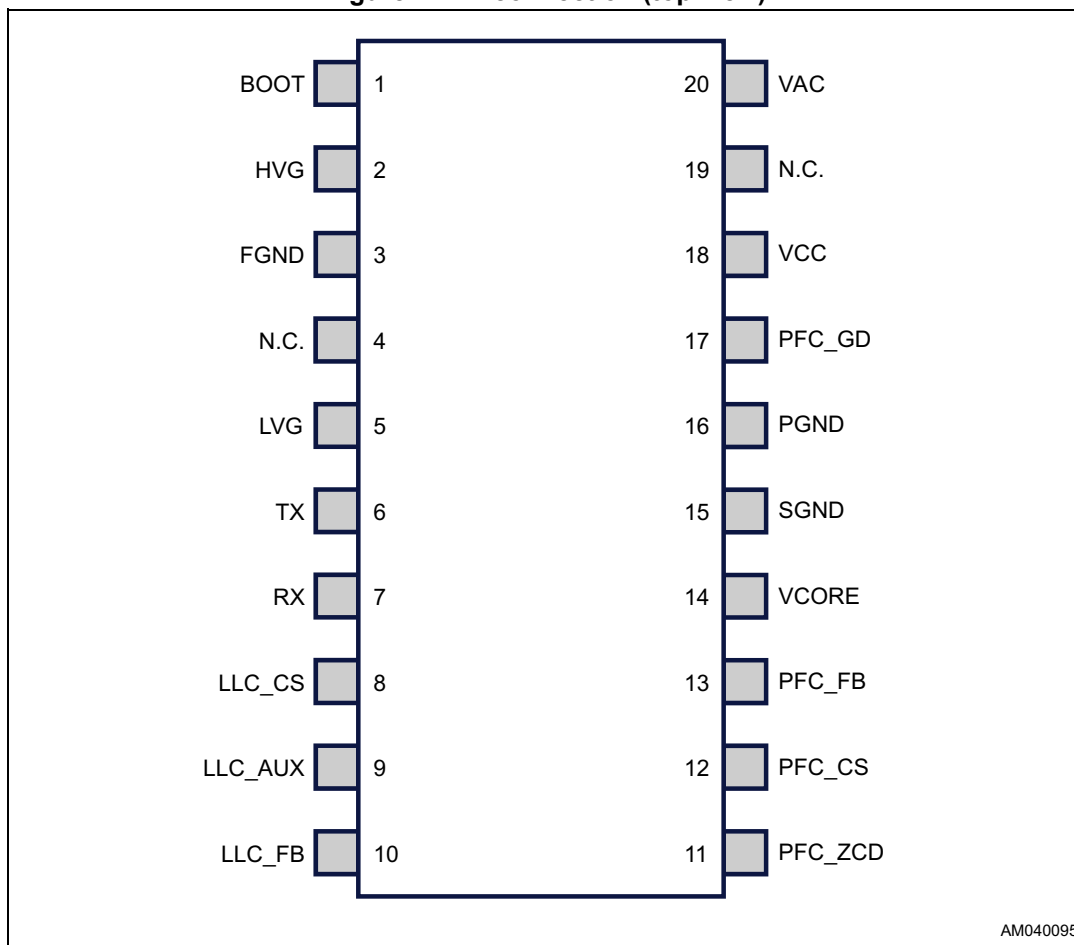 BOOT 1 20 VAC
HVG 2 19 N.C.
FGND 3 18 VCC
N.C. 4 17 PFC_GD
LVG 5 16 PGND
TX 6 15 SGND
RX 7 14 VCORE
LLC_CS 8 13 PFC_FB
LLC_AUX 9 12 PFC_CS
LLC_FB 10 11 PFC_ZCD
AM040095